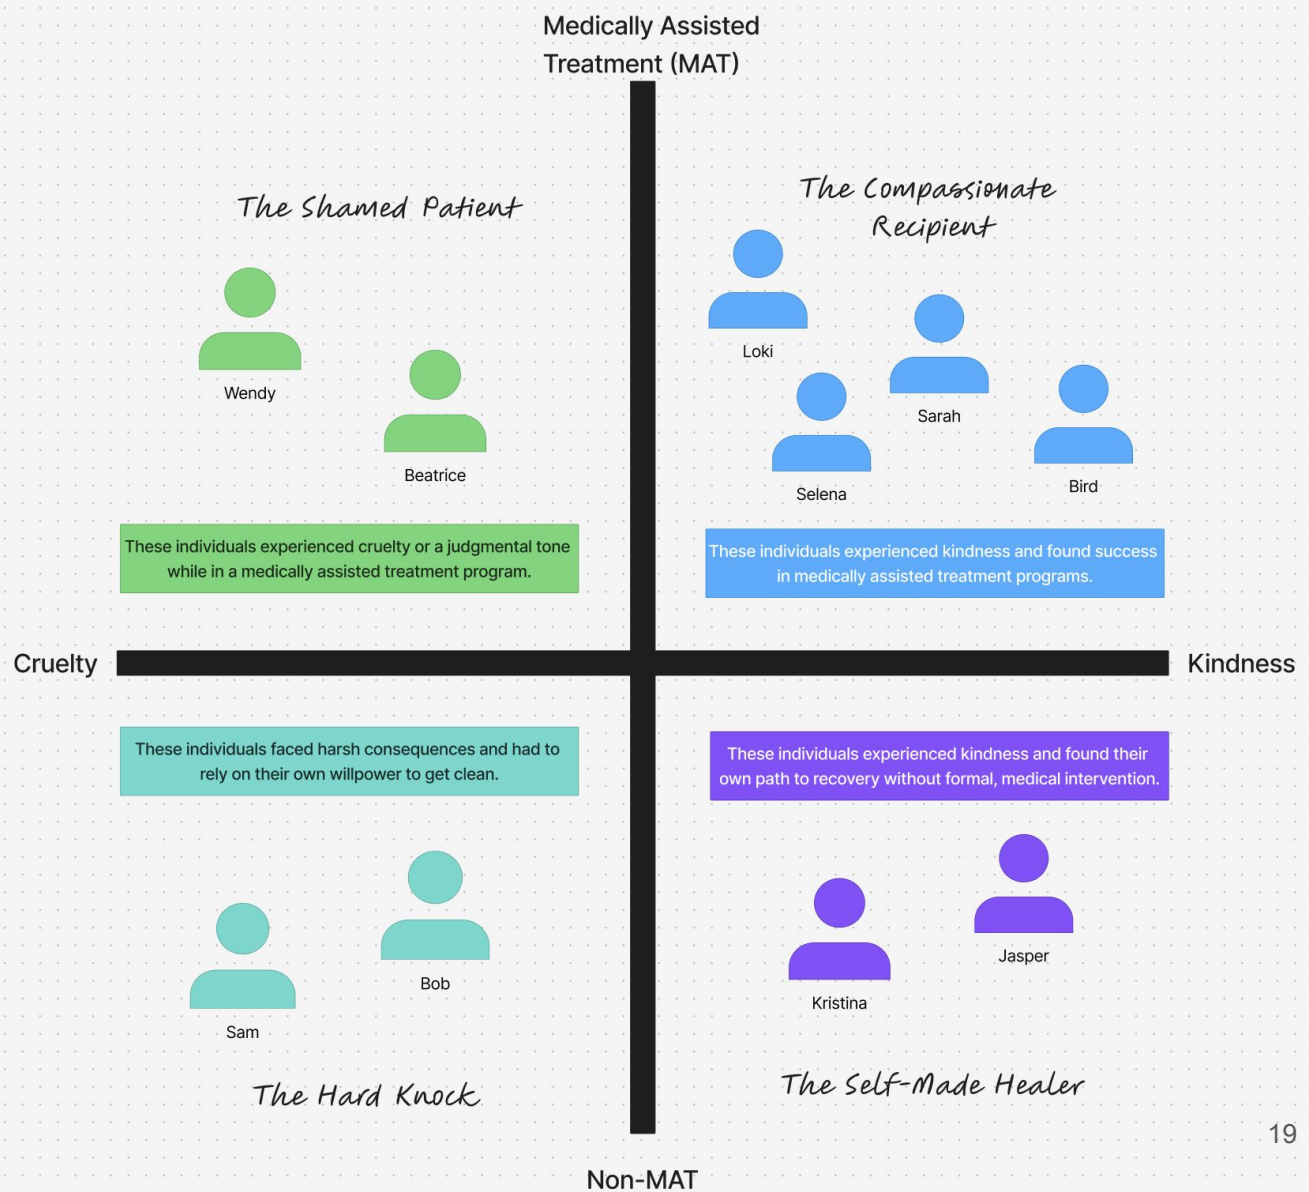 Medically Assisted
Treatment (MAT)
The Shamed Patient
Wendy
Beatrice
These individuals experienced cruelty or a judgmental tone
while in a medically assisted treatment program.
The Compassionate
Recipient
Loki
Sarah
Selena
Bird
These individuals experienced kindness and found success
in medically assisted treatment programs.
Cruelty
Kindness
These individuals faced harsh consequences and had to
rely on their own willpower to get clean.
Bob
Sam
The Hard Knock
These individuals experienced kindness and found their
own path to recovery without formal, medical intervention.
Jasper
Kristina
The Self-Made Healer
19
Non-MAT